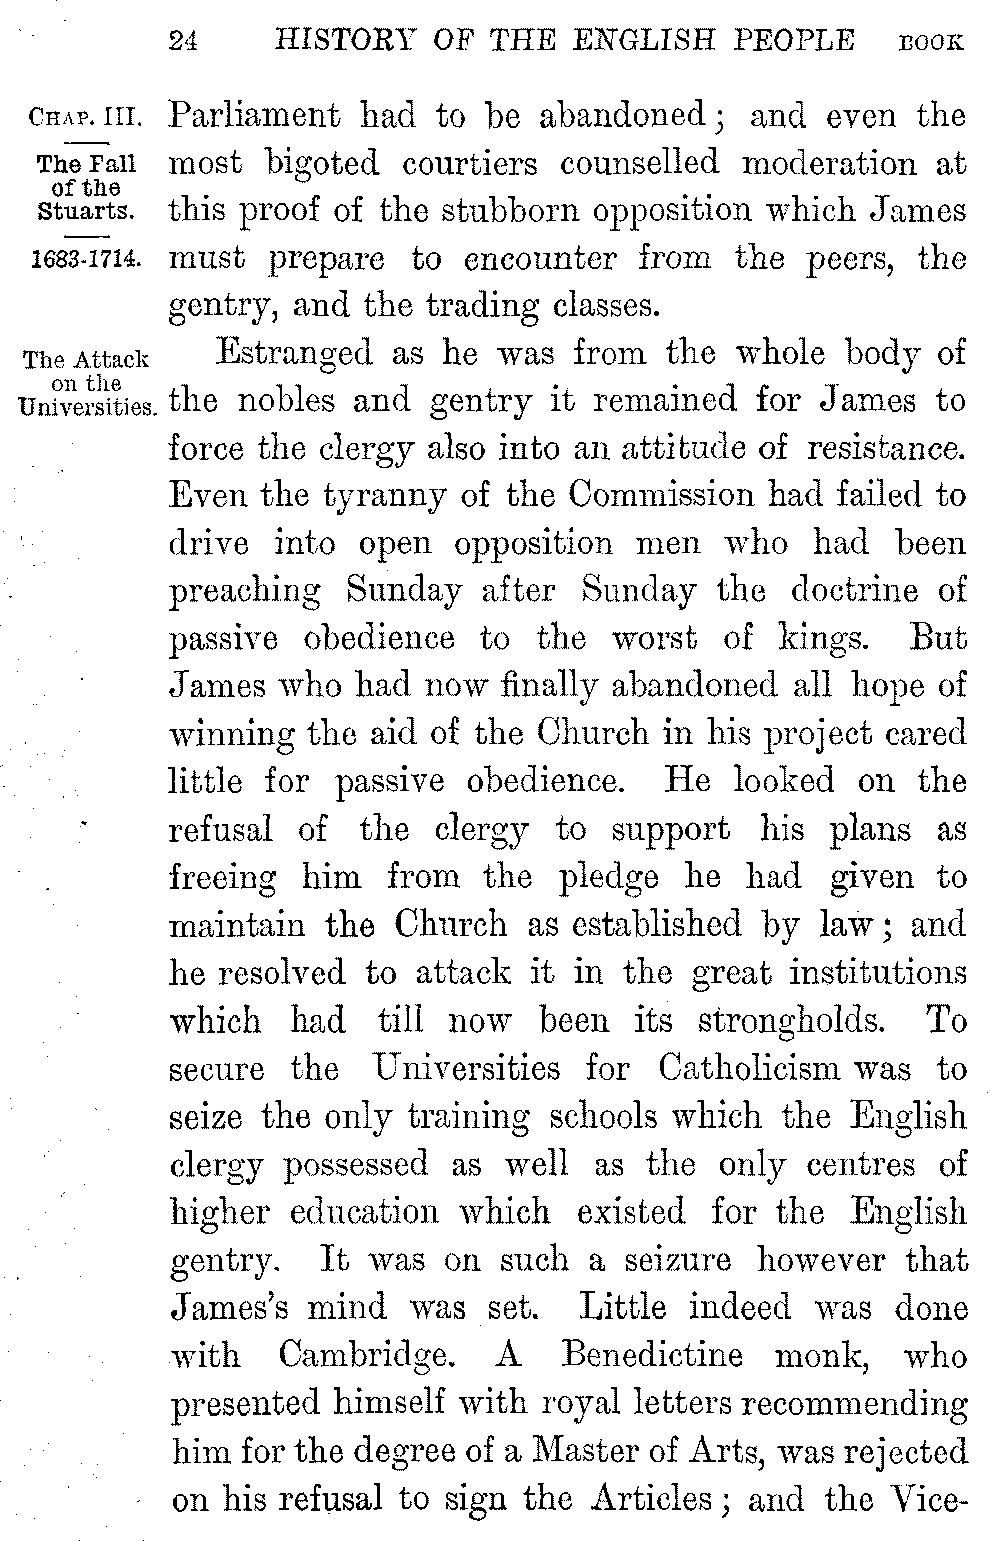 24 HISTORY OF THE ENGLISH PEOPLE BOOK
CHAP. III.
The Fall
of the
Stuarts.
1683-1714.
Parliament had to be abandoned; and even the
most bigoted courtiers counselled moderation at
this proof of the stubborn opposition which James
must prepare to encounter from the peers, the
gentry, and the trading classes.
The Attack
on the
Universities.
Estranged as he was from the whole body of
the nobles and gentry it remained for James to
force the clergy also into an attitude of resistance.
Even the tyranny of the Commission had failed to
drive into open opposition men who had been
preaching Sunday after Sunday the doctrine of
passive obedience to the worst of kings. But
James who had now finally abandoned all hope of
winning the aid of the Church in his project cared
little for passive obedience. He looked on the
refusal of the clergy to support his plans as
freeing him from the pledge he had given to
maintain the Church as established by law; and
he resolved to attack it in the great institutions
which had till now been its strongholds. To
secure the Universities for Catholicism was to
seize the only training schools which the English
clergy possessed as well as the only centres of
higher education which existed for the English
gentry. It was on such a seizure however that
James's mind was set. Little indeed was done
with Cambridge. A Benedictine monk, who
presented himself with royal letters recommending
him for the degree of a Master of Arts, was rejected
on his refusal to sign the Articles; and the Vice-